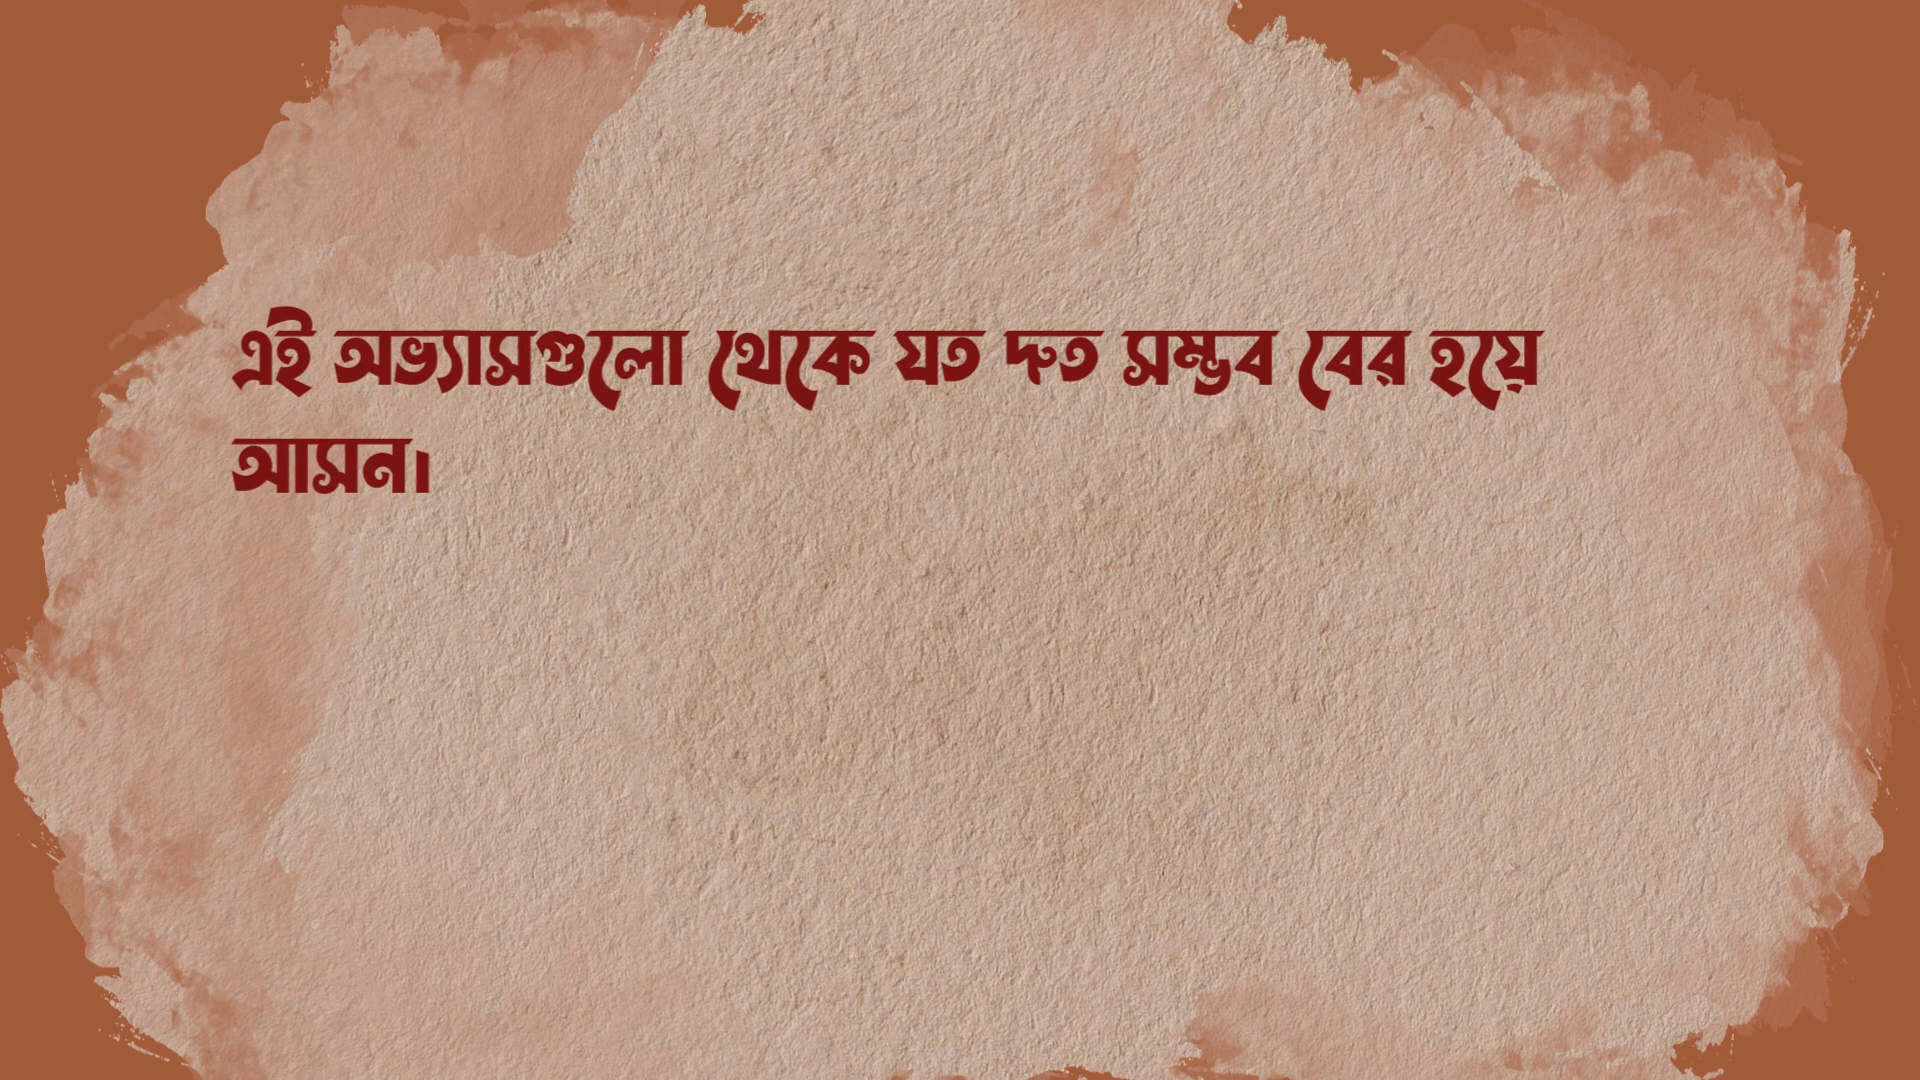 এই অভ্যাসগুলো থেকে যত দ্রুত সম্ভব বের হয়ে
আসন।